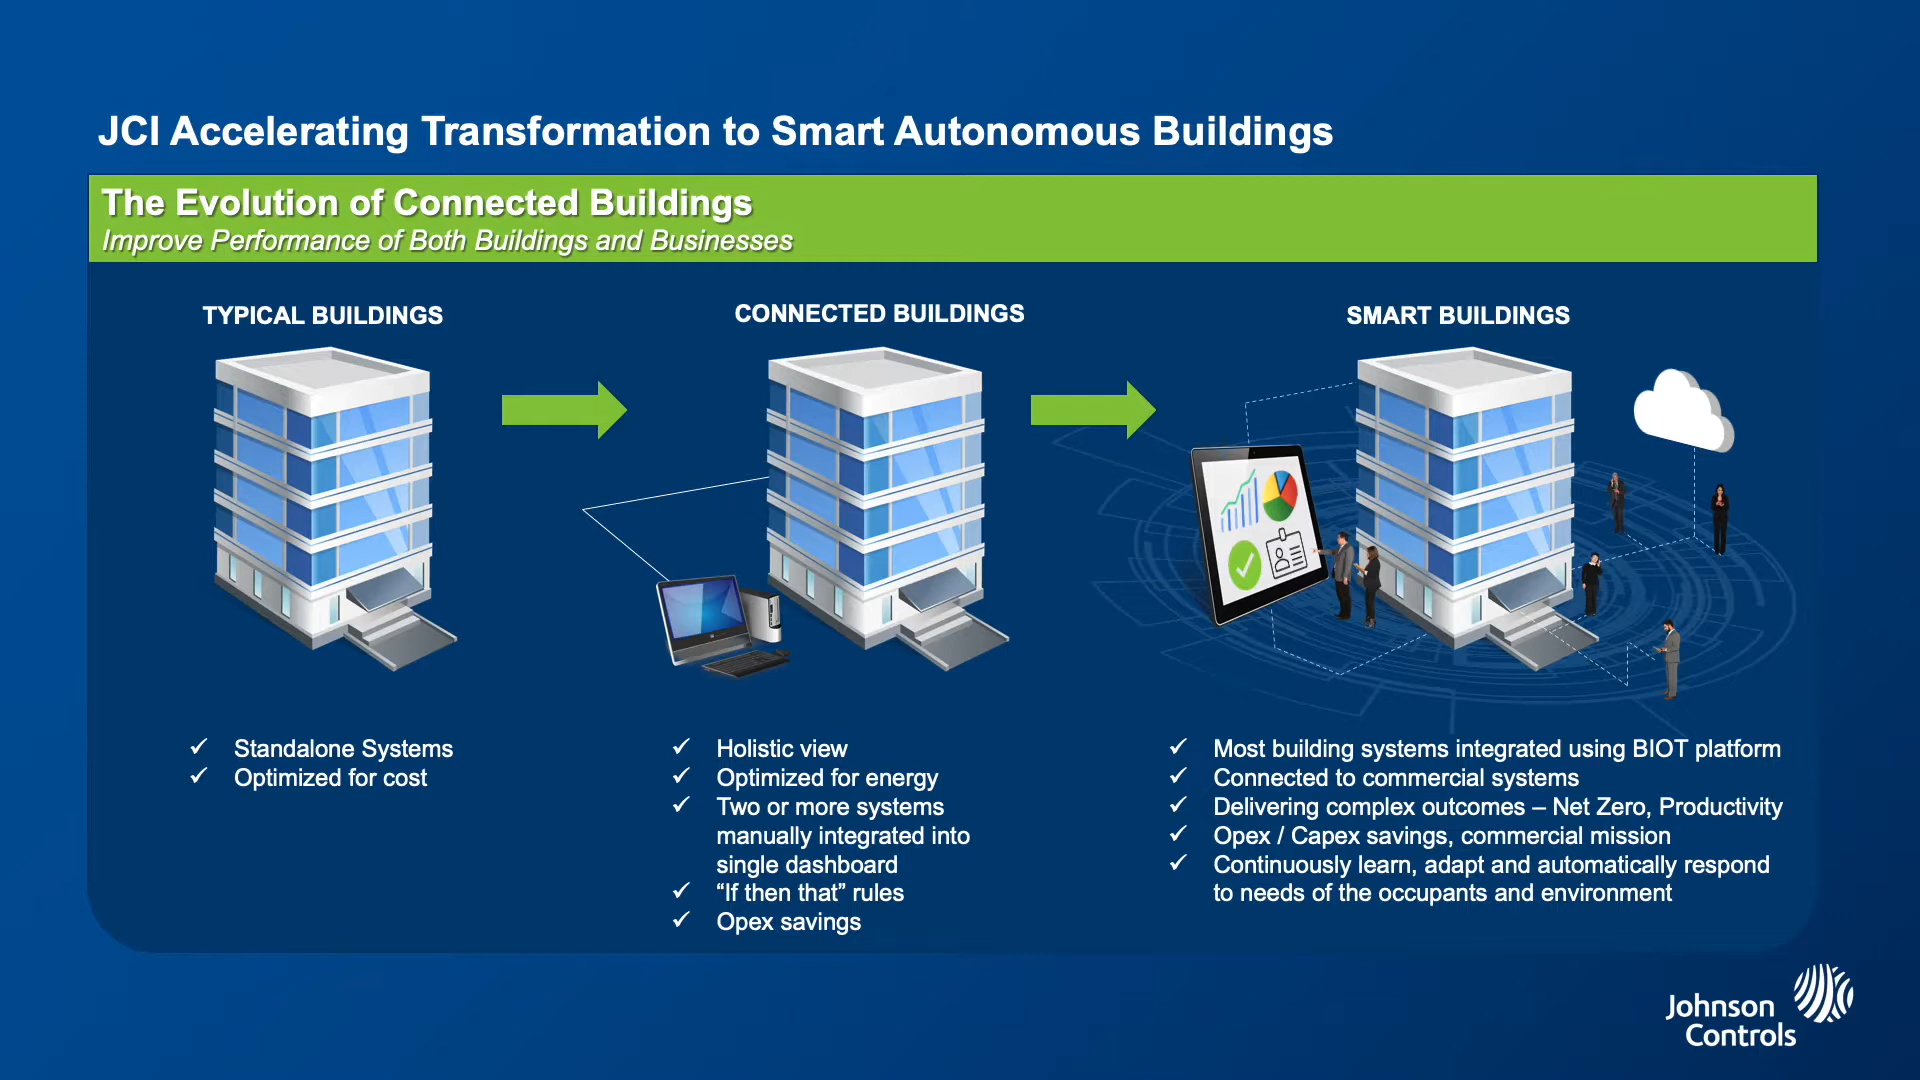 JCI Accelerating Transformation to Smart Autonomous Buildings
The Evolution of Connected Buildings
Improve Performance of Both Buildings and Businesses
TYPICAL BUILDINGS
Standalone Systems
Optimized for cost
CONNECTED BUILDINGS
Holistic view
Optimized for energy
Two or more systems
manually integrated into
single dashboard
“If then that” rules
Opex savings
SMART BUILDINGS
Most building systems integrated using BIOT platform
Connected to commercial systems
Delivering complex outcomes – Net Zero, Productivity
Opex / Capex savings, commercial mission
Continuously learn, adapt and automatically respond
to needs of the occupants and environment
Johnson
Controls